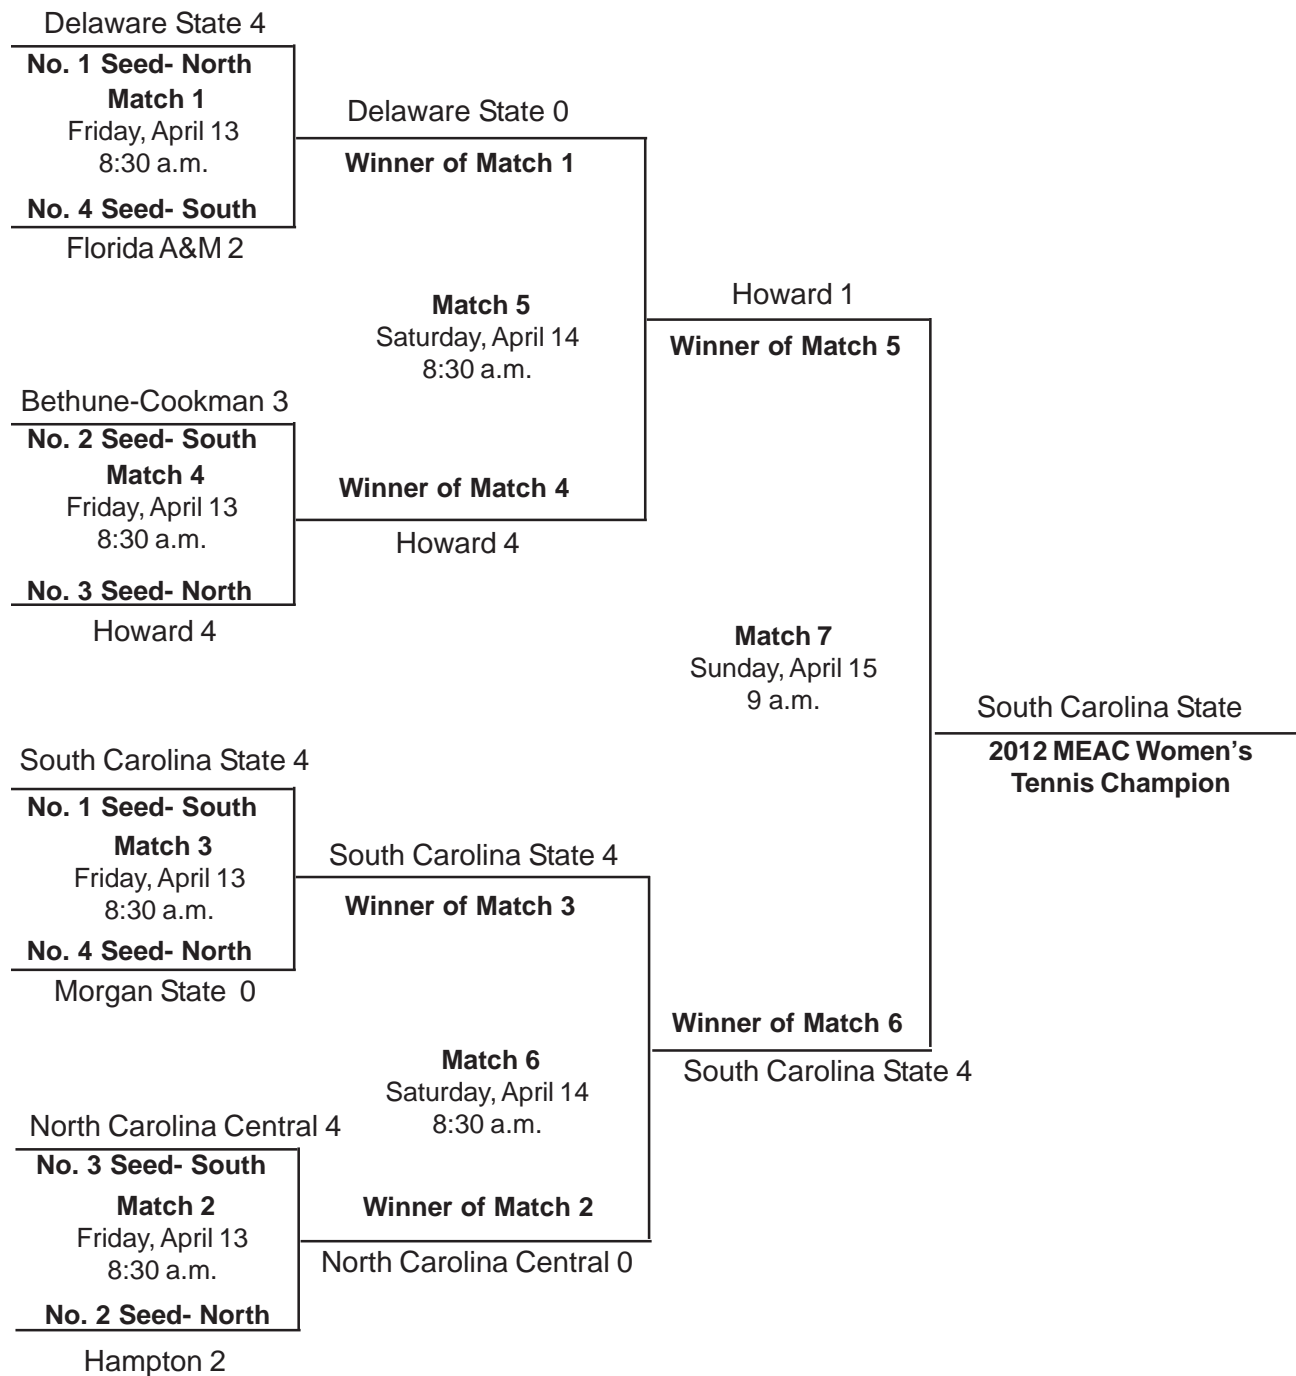 Delaware State 4
No. 1 Seed- North
Match 1
Friday, April 13
8:30 a.m.
No. 4 Seed- South
Florida A&M 2
Delaware State 0
Winner of Match 1
Match 5
Saturday, April 14
8:30 a.m.
Bethune-Cookman 3
No. 2 Seed- South
Match 4
Friday, April 13
8:30 a.m.
No. 3 Seed- North
Howard 4
Winner of Match 4
Howard 4
Howard 1
Winner of Match 5
Match 7
Sunday, April 15
9 a.m.
South Carolina State
2012 MEAC Women's
Tennis Champion
South Carolina State 4
No. 1 Seed- South
Match 3
Friday, April 13
8:30 a.m.
No. 4 Seed- North
Morgan State 0
South Carolina State 4
Winner of Match 3
Match 6
Saturday, April 14
8:30 a.m.
Winner of Match 6
South Carolina State 4
North Carolina Central 4
No. 3 Seed- South
Match 2
Friday, April 13
8:30 a.m.
No. 2 Seed- North
Hampton 2
Winner of Match 2
North Carolina Central 0